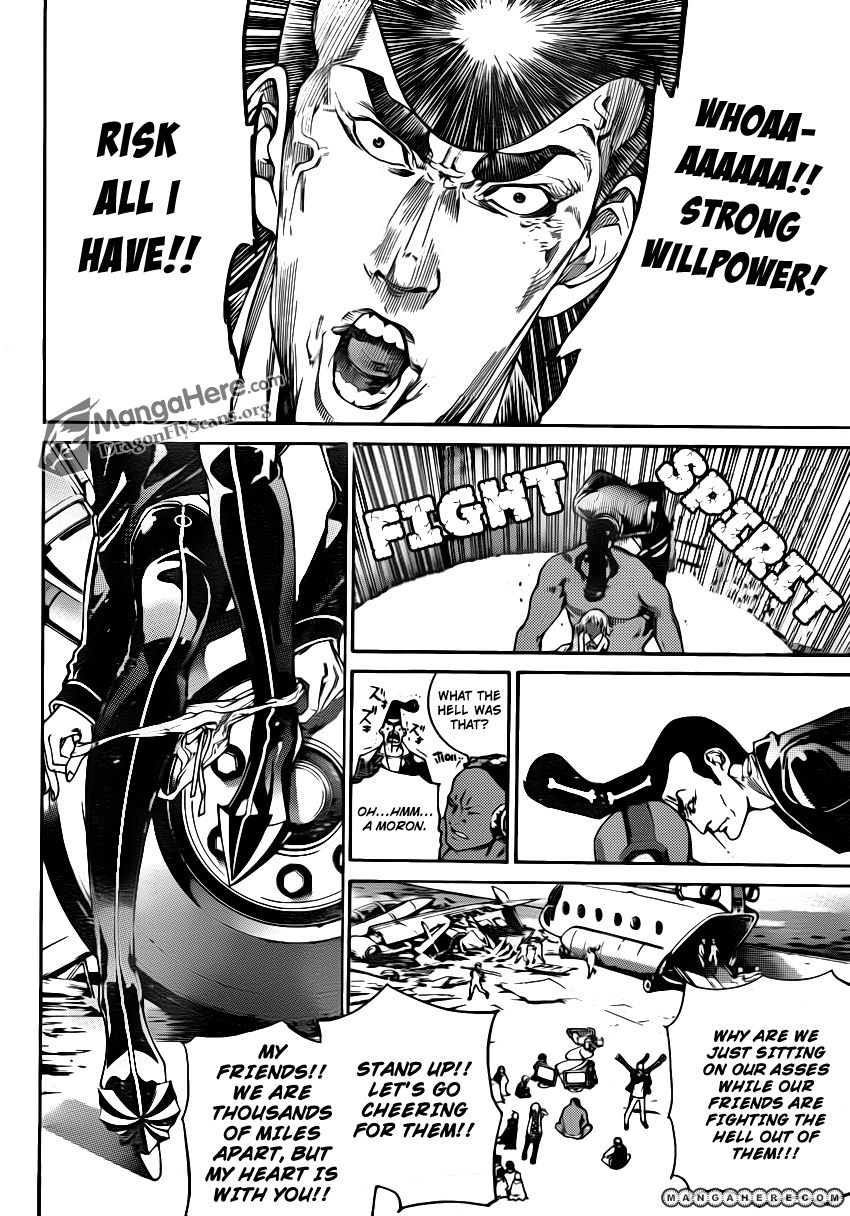 WHOAA-
AAAAAA!!
STRONG
WILLPOWER!
RISK
ALL I
HAVE!!
MangaHere.com
DragonFlyScans.org
FIGHT
SPIRIT
WHAT THE
HELL WAS
THAT?
OH...HMM...
A MORON.
WHY ARE WE
JUST SITTING
ON OUR ASSES
WHILE OUR
FRIENDS ARE
FIGHTING THE
HELL OUT OF
THEM!!!
STAND UP!!
LET'S GO
CHEERING
FOR THEM!!
MY
FRIENDS!!
WE ARE
THOUSANDS
OF MILES
APART, BUT
MY HEART IS
WITH YOU!!
MANGAHERE.COM